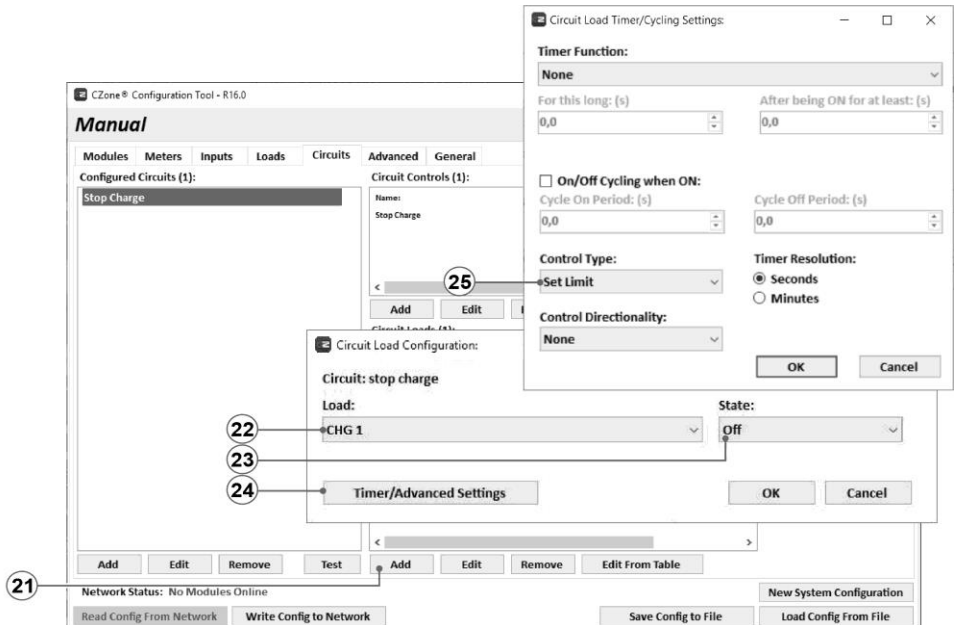 Circuit Load Timer/Cycling Settings:
Timer Function:
None
For this long: (s) After being ON for at least: (s)
0,0 0,0
On/Off Cycling when ON:
Cycle On Period: (s) Cycle Off Period: (s)
0,0 0,0
Control Type: Timer Resolution:
25 Set Limit Seconds
Minutes
Control Directionality:
None
OK Cancel
CZone® Configuration Tool - R16.0
Manual
Modules Meters Inputs Loads Circuits Advanced General
Configured Circuits (1): Circuit Controls (1):
Stop Charge Name:
Stop Charge
Add Edit
Circuit Loads (1):
Circuit Load Configuration:
Circuit: stop charge
Load: State:
22 CHG 1 Off
23
24 Timer/Advanced Settings OK Cancel
Add Edit Remove Test Add Edit Remove Edit From Table
21
Network Status: No Modules Online New System Configuration
Read Config From Network Write Config to Network Save Config to File Load Config From File